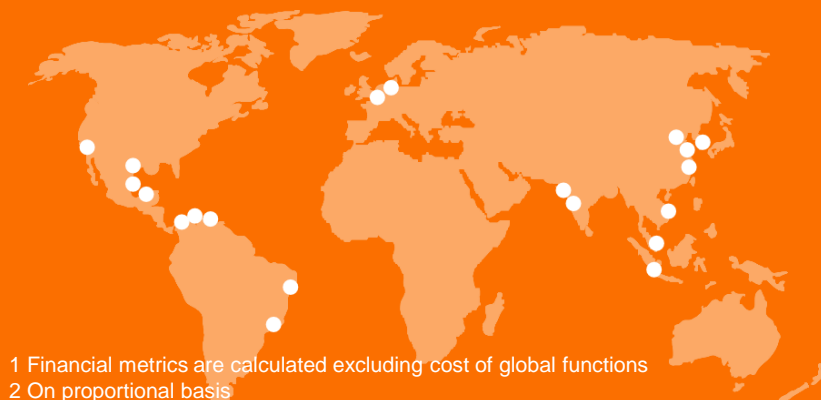 1 Financial metrics are calculated excluding cost of global functions
2 On proportional basis